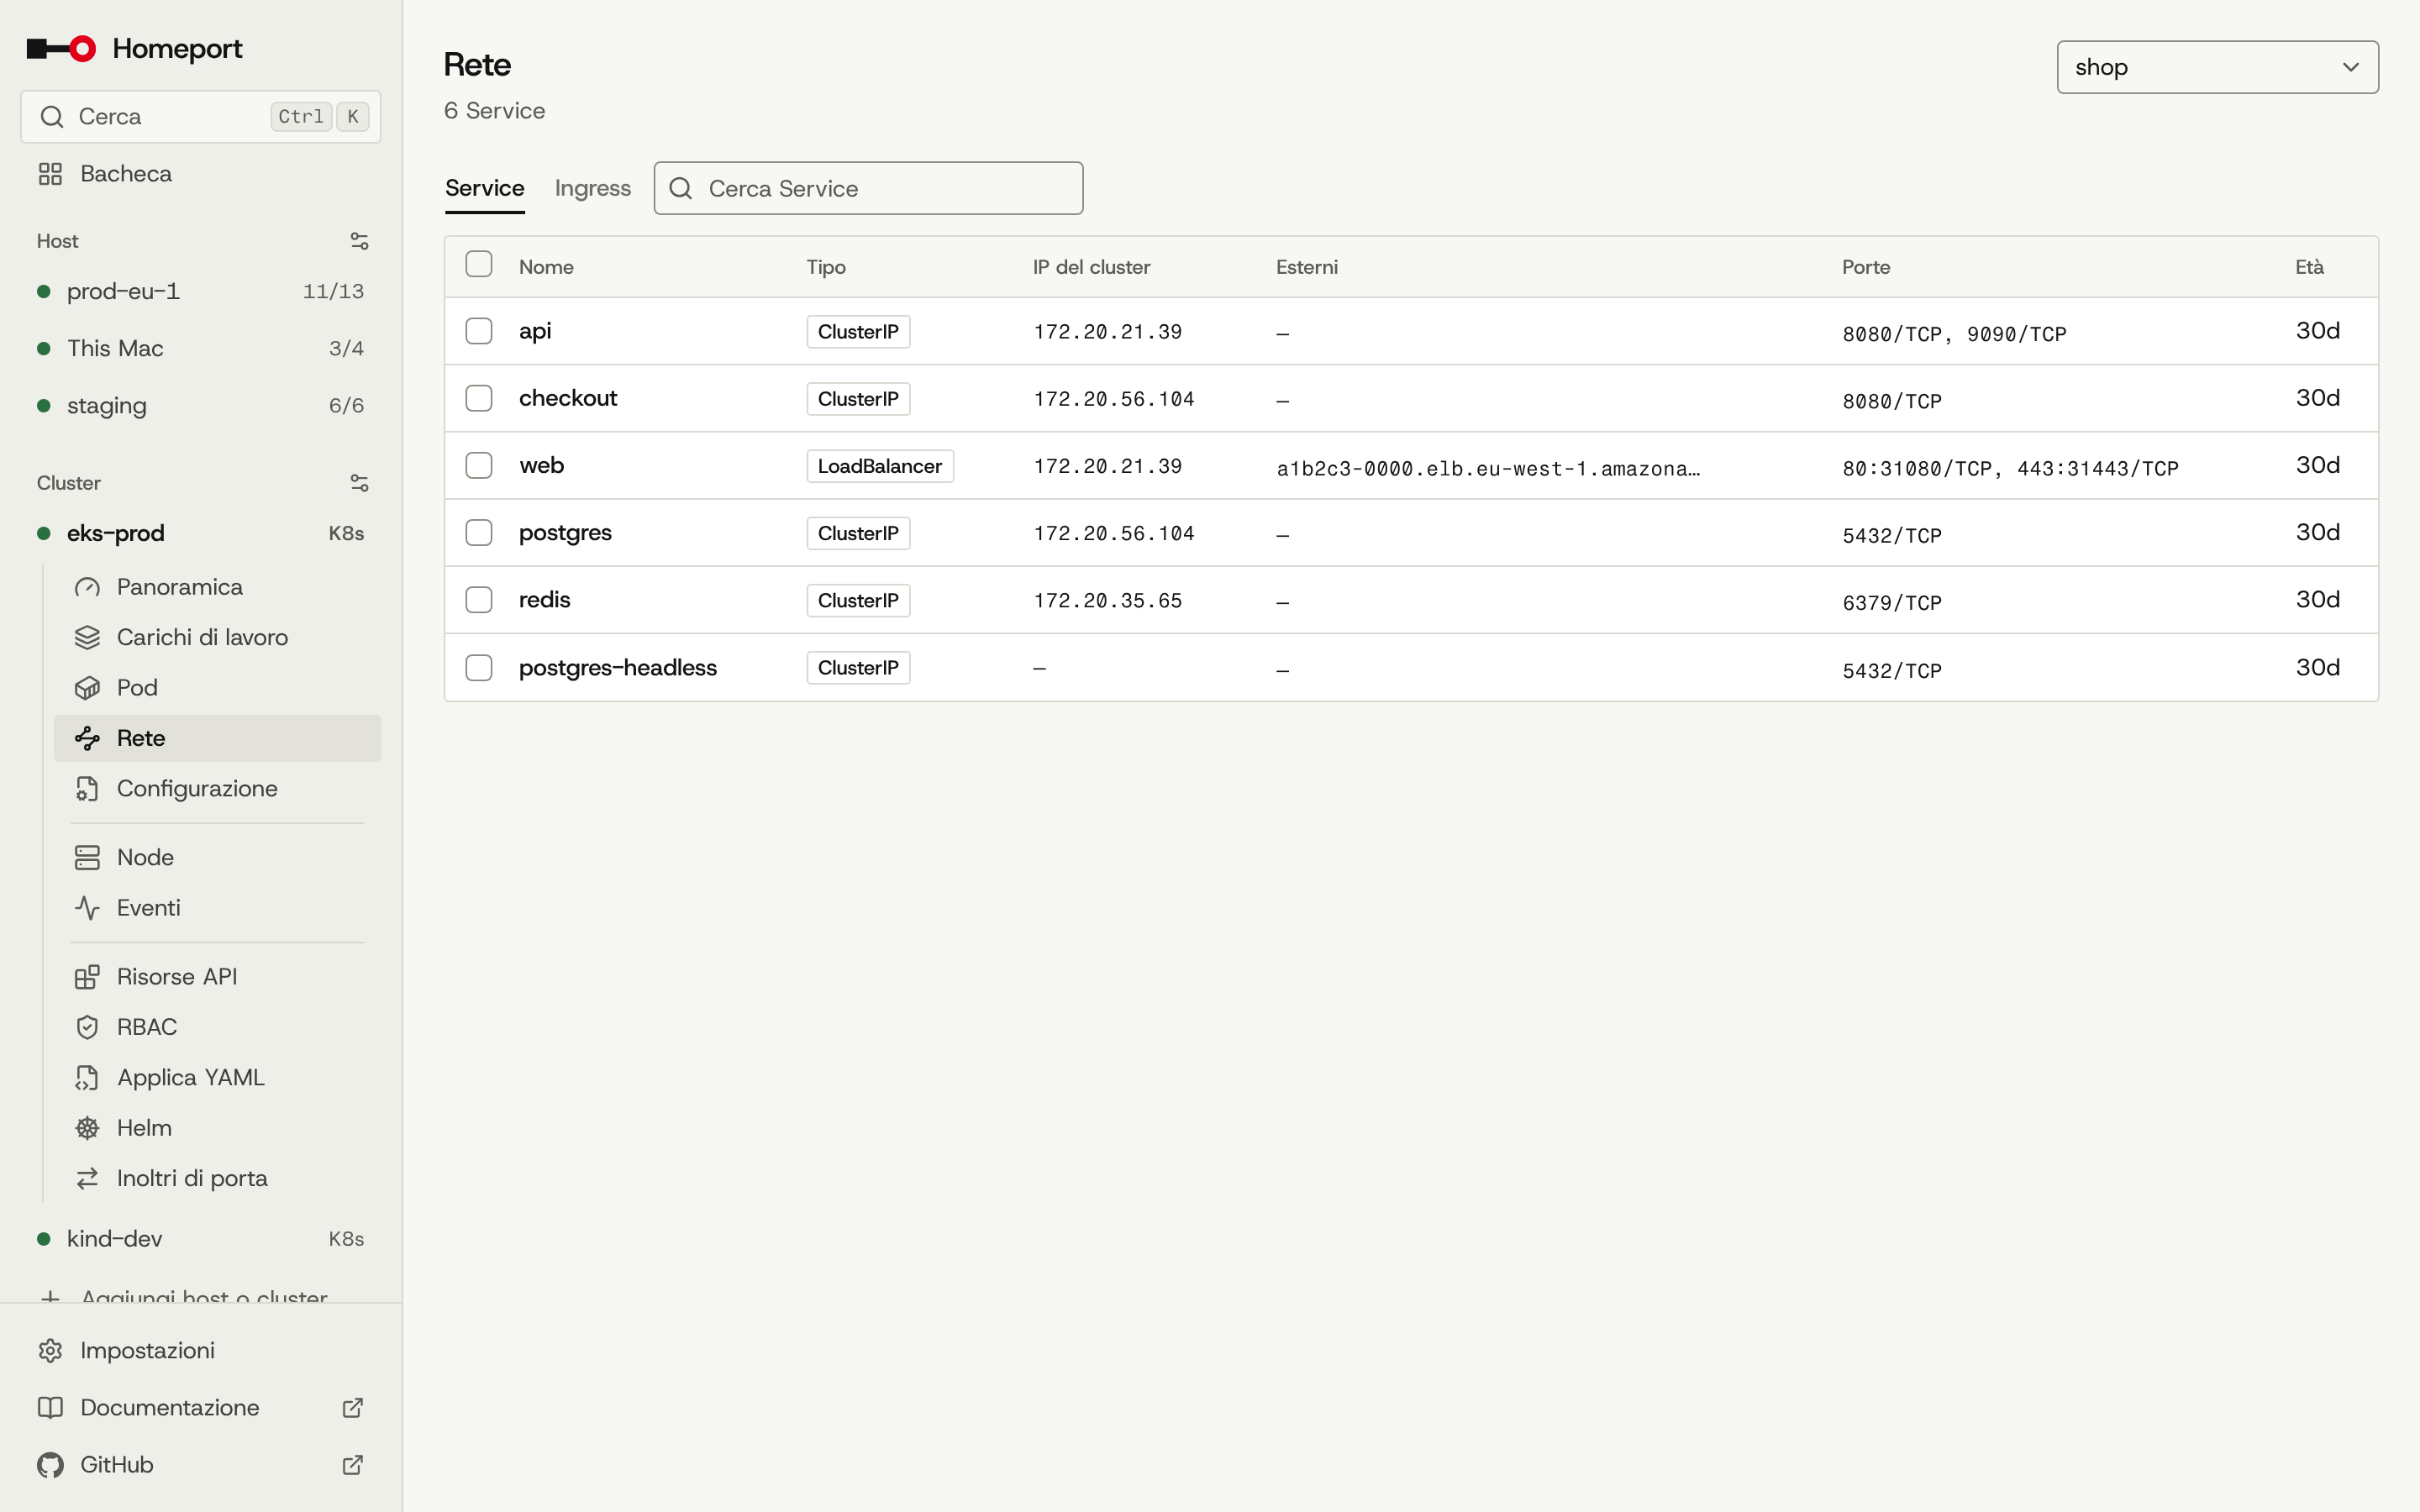 Homeport
Cerca Ctrl K
Bacheca
Host
prod-eu-1 11/13
This Mac 3/4
staging 6/6
Cluster
eks-prod K8s
Panoramica
Carichi di lavoro
Pod
Rete
Configurazione
Node
Eventi
Risorse API
RBAC
Applica YAML
Helm
Inoltri di porta
kind-dev K8s
Aggiungi host o cluster
Impostazioni
Documentazione
GitHub
Rete
6 Service
shop
Service Ingress Cerca Service
Nome Tipo IP del cluster Esterni Porte Età
api ClusterIP 172.20.21.39 – 8080/TCP, 9090/TCP 30d
checkout ClusterIP 172.20.56.104 – 8080/TCP 30d
web LoadBalancer 172.20.21.39 a1b2c3-0000.elb.eu-west-1.amazona… 80:31080/TCP, 443:31443/TCP 30d
postgres ClusterIP 172.20.56.104 – 5432/TCP 30d
redis ClusterIP 172.20.35.65 – 6379/TCP 30d
postgres-headless ClusterIP – – 5432/TCP 30d